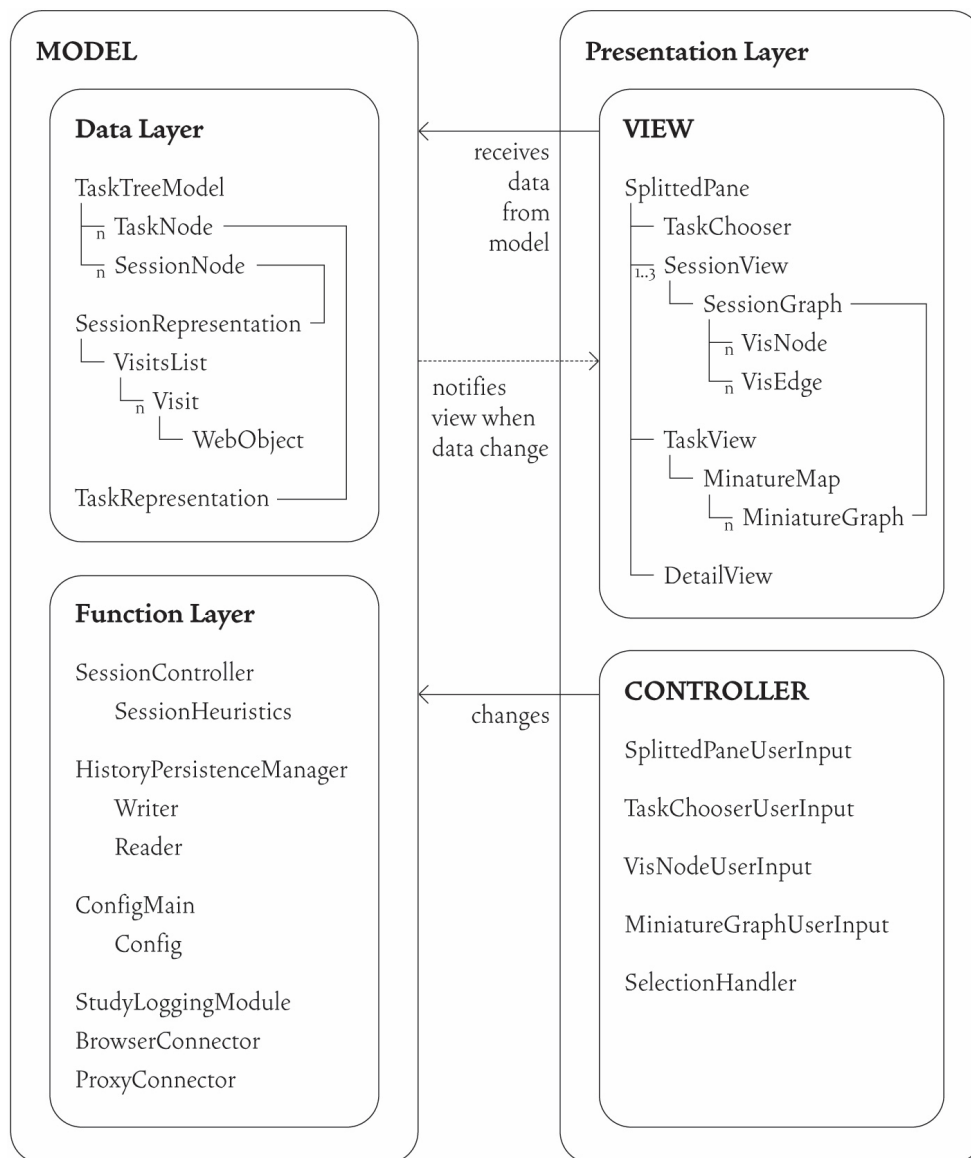 MODEL
Data Layer
TaskTreeModel
n TaskNode
n SessionNode
SessionRepresentation
VisitsList
n Visit
WebObject
TaskRepresentation
Function Layer
SessionController
SessionHeuristics
HistoryPersistenceManager
Writer
Reader
ConfigMain
Config
StudyLoggingModule
BrowserConnector
ProxyConnector
receives
data
from
model
notifies
view when
data change
changes
Presentation Layer
VIEW
SplittedPane
TaskChooser
1..3 SessionView
SessionGraph
n VisNode
n VisEdge
TaskView
MinatureMap
n MiniatureGraph
DetailView
CONTROLLER
SplittedPaneUserInput
TaskChooserUserInput
VisNodeUserInput
MiniatureGraphUserInput
SelectionHandler